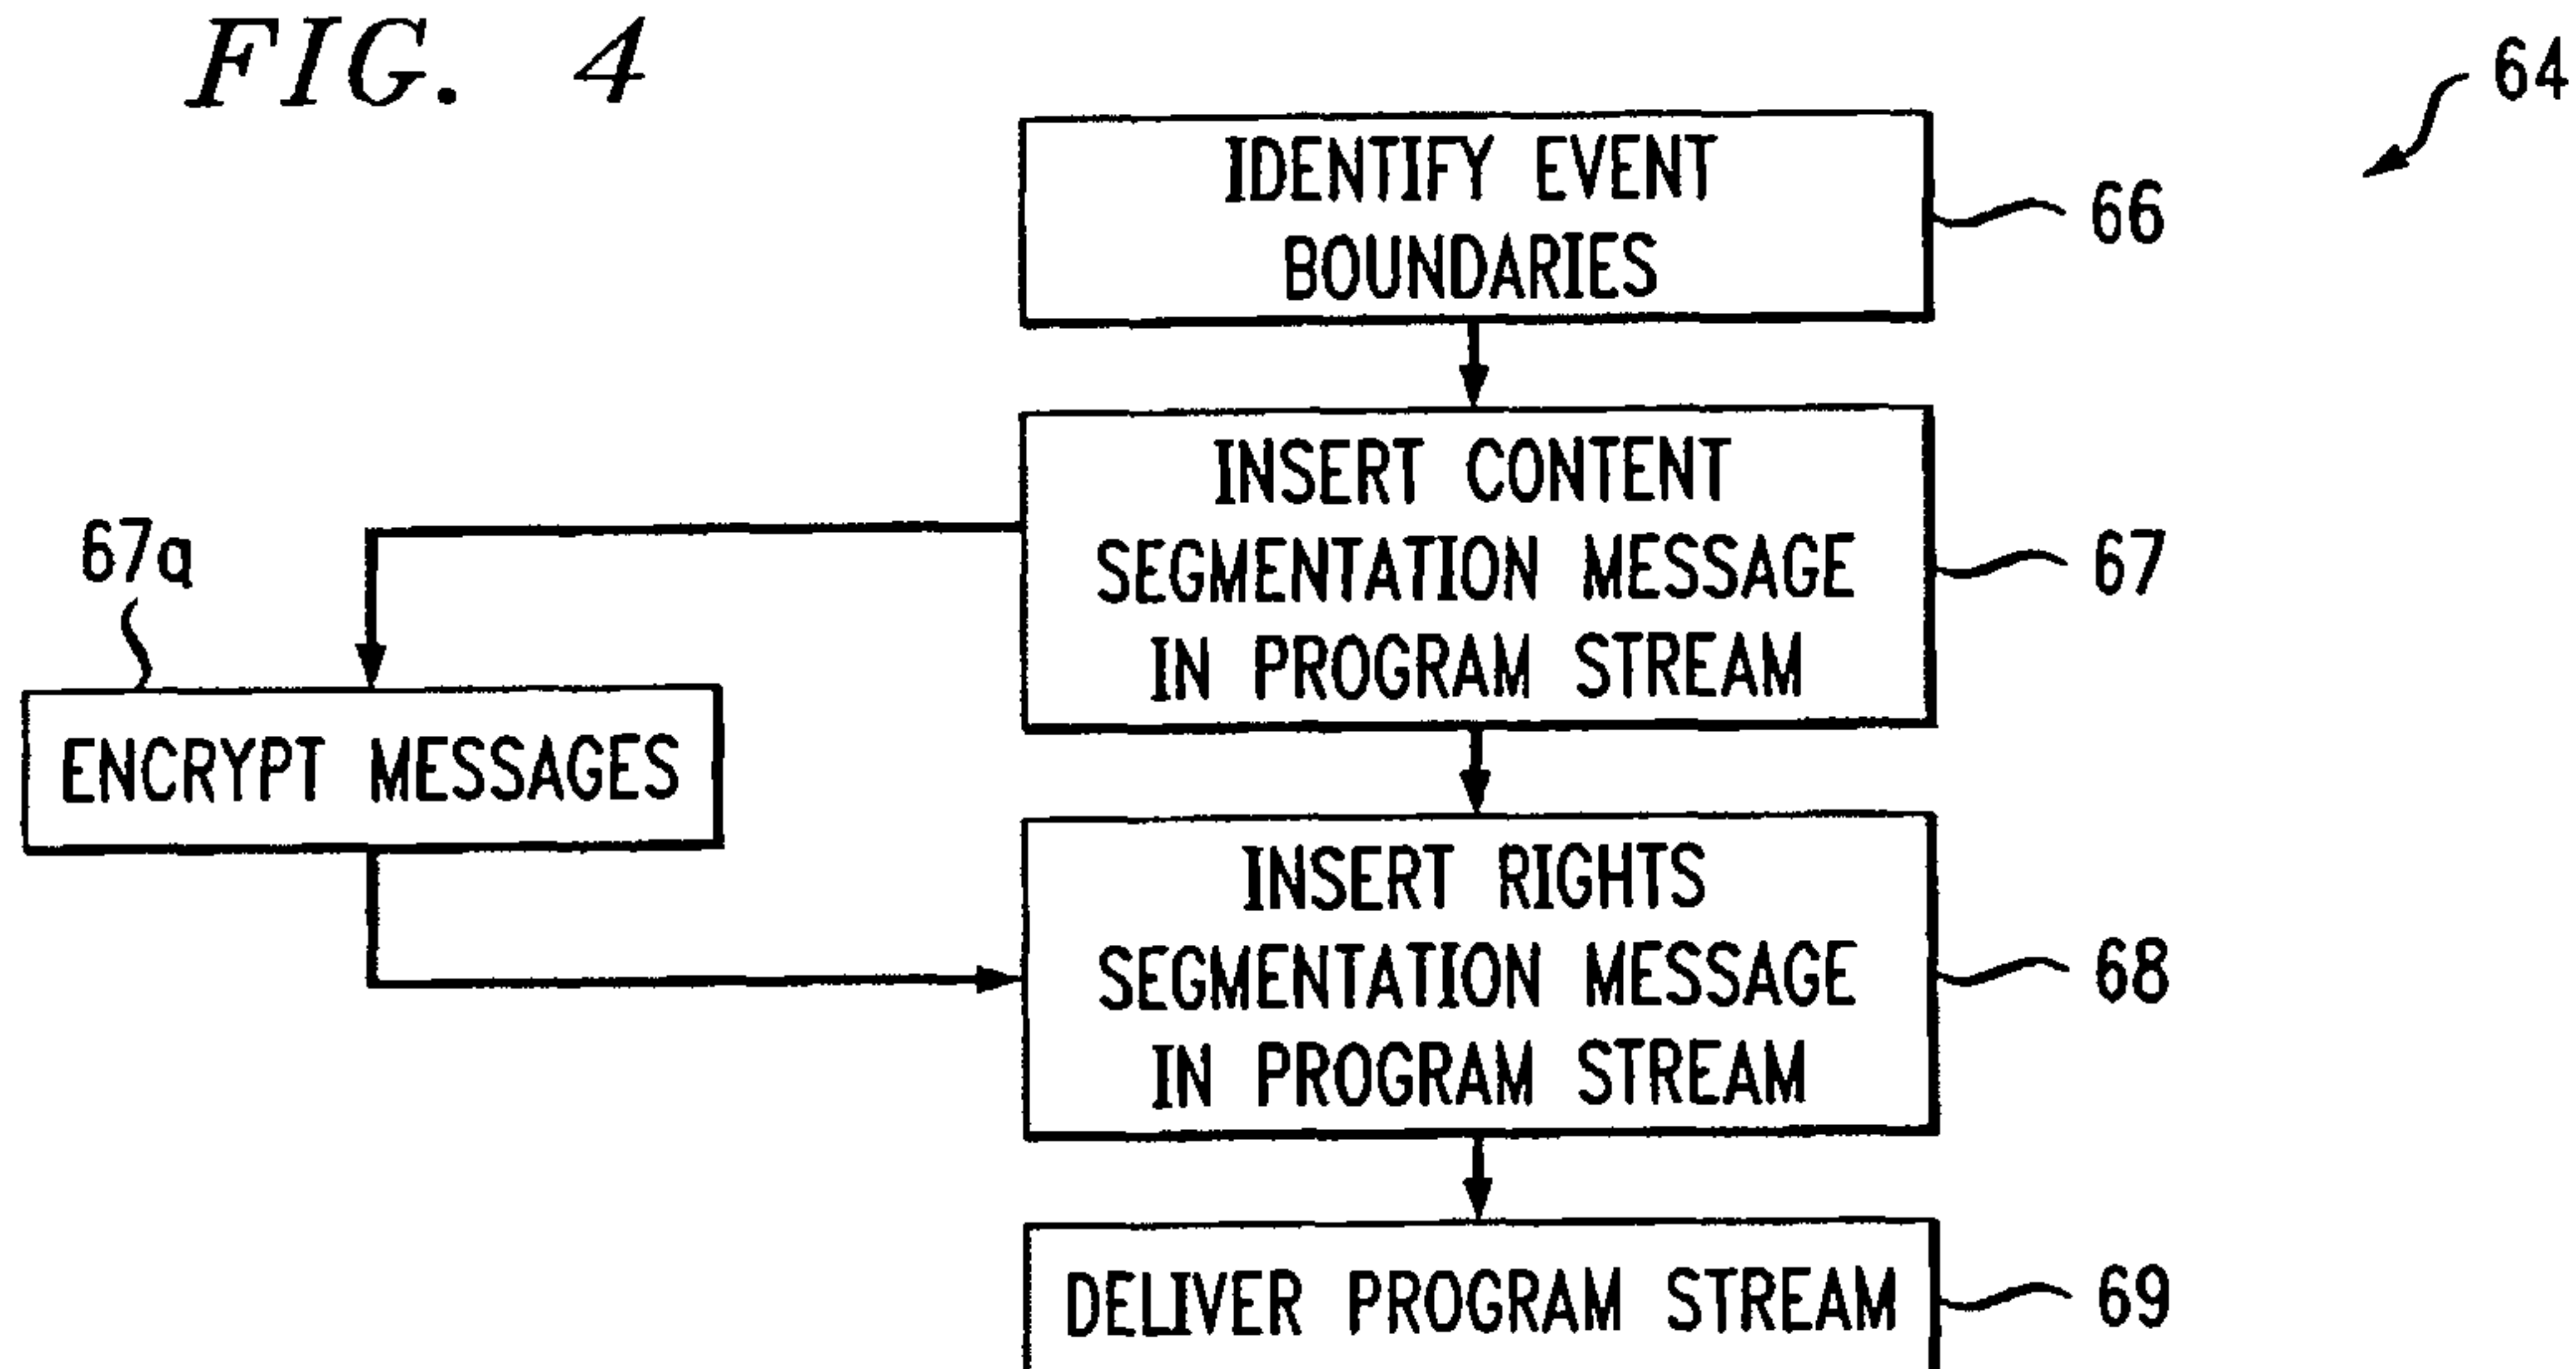 FIG. 4
64
IDENTIFY EVENT
BOUNDARIES
66
INSERT CONTENT
SEGMENTATION MESSAGE
IN PROGRAM STREAM
67
67a
ENCRYPT MESSAGES
INSERT RIGHTS
SEGMENTATION MESSAGE
IN PROGRAM STREAM
68
DELIVER PROGRAM STREAM
69